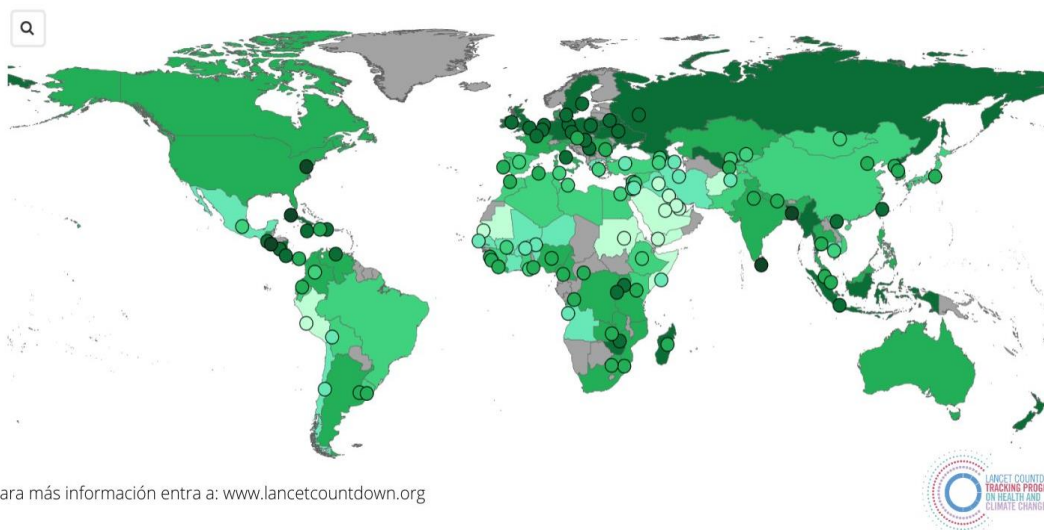 ara más información entra a: www.lancetcountdown.org
LANCET COUNTD
TRACKING PROG
ON HEALTH AND
CLIMATE CHANG